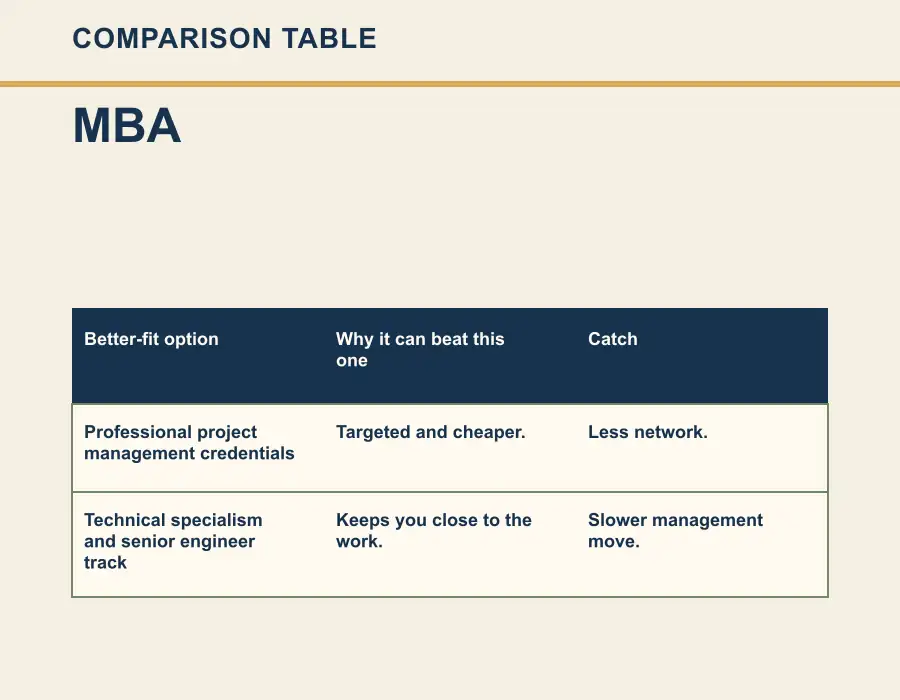 COMPARISON TABLE
MBA
Better-fit option
Why it can beat this
one
Catch
Professional project
management credentials
Targeted and cheaper.
Less network.
Technical specialism
and senior engineer
track
Keeps you close to the
work.
Slower management
move.